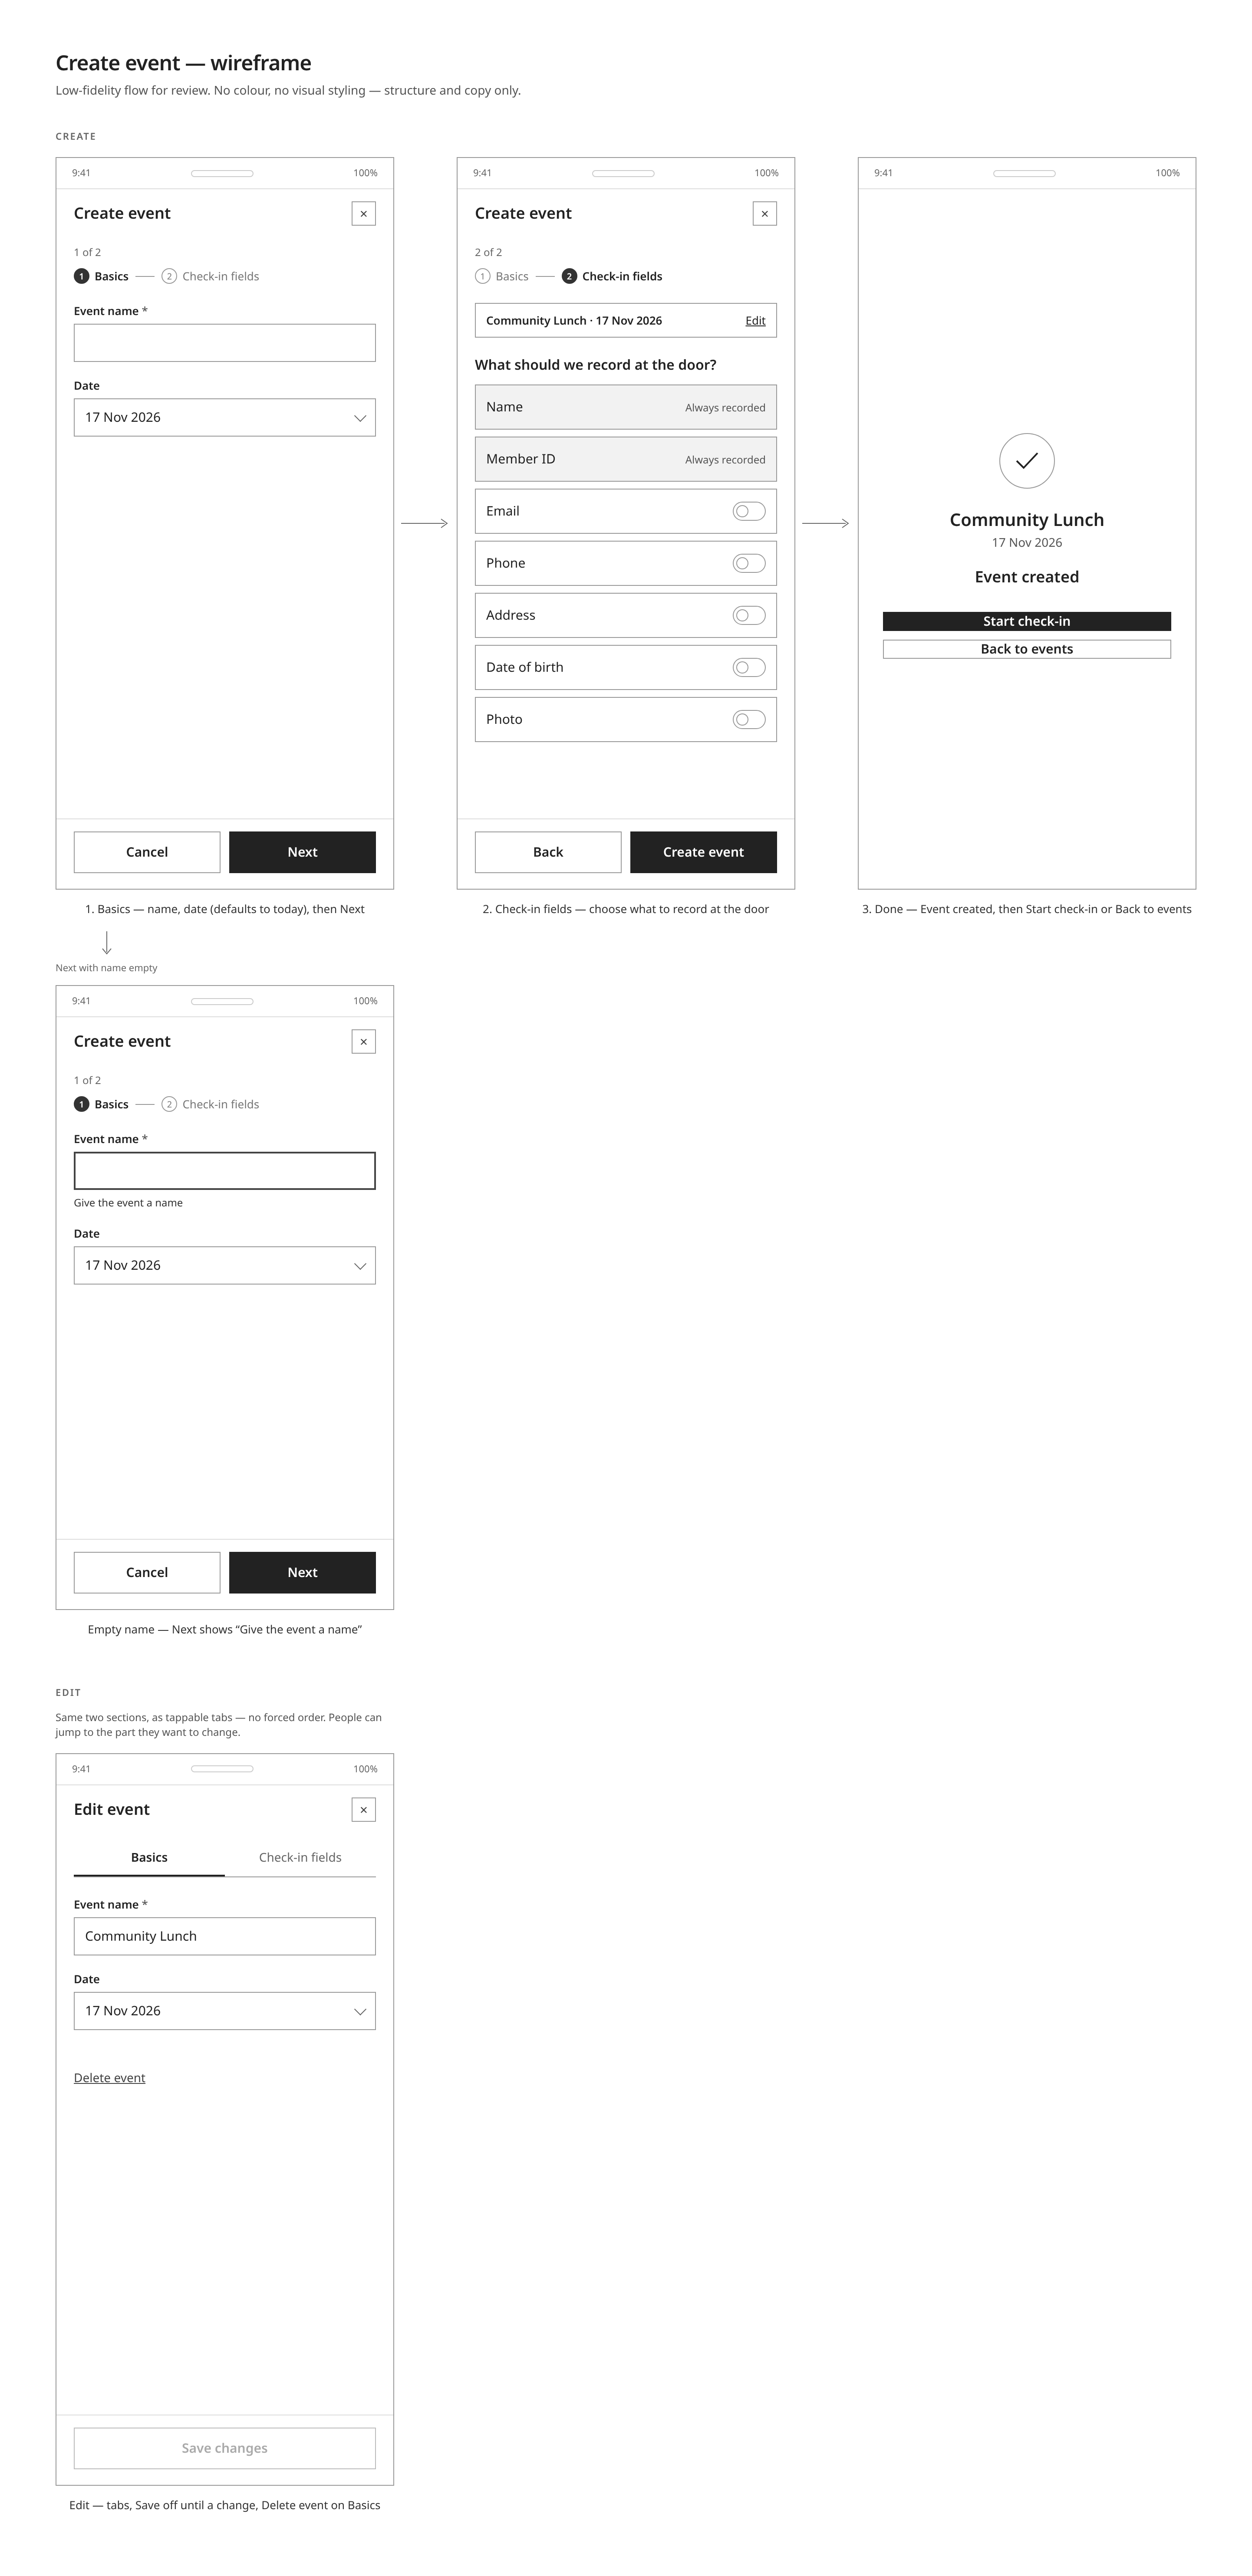 Create event — wireframe
Low-fidelity flow for review. No colour, no visual styling — structure and copy only.
CREATE
9:41
100%
Create event
×
1 of 2
1 Basics
2 Check-in fields
Event name *
Date
17 Nov 2026
Cancel
Next
1. Basics — name, date (defaults to today), then Next
9:41
100%
Create event
×
2 of 2
1 Basics
2 Check-in fields
Community Lunch · 17 Nov 2026
Edit
What should we record at the door?
Name
Always recorded
Member ID
Always recorded
Email
Phone
Address
Date of birth
Photo
Back
Create event
2. Check-in fields — choose what to record at the door
9:41
100%
Community Lunch
17 Nov 2026
Event created
Start check-in
Back to events
3. Done — Event created, then Start check-in or Back to events
Next with name empty
9:41
100%
Create event
×
1 of 2
1 Basics
2 Check-in fields
Event name *
Give the event a name
Date
17 Nov 2026
Cancel
Next
Empty name — Next shows “Give the event a name”
EDIT
Same two sections, as tappable tabs — no forced order. People can
jump to the part they want to change.
9:41
100%
Edit event
×
Basics
Check-in fields
Event name *
Community Lunch
Date
17 Nov 2026
Delete event
Save changes
Edit — tabs, Save off until a change, Delete event on Basics